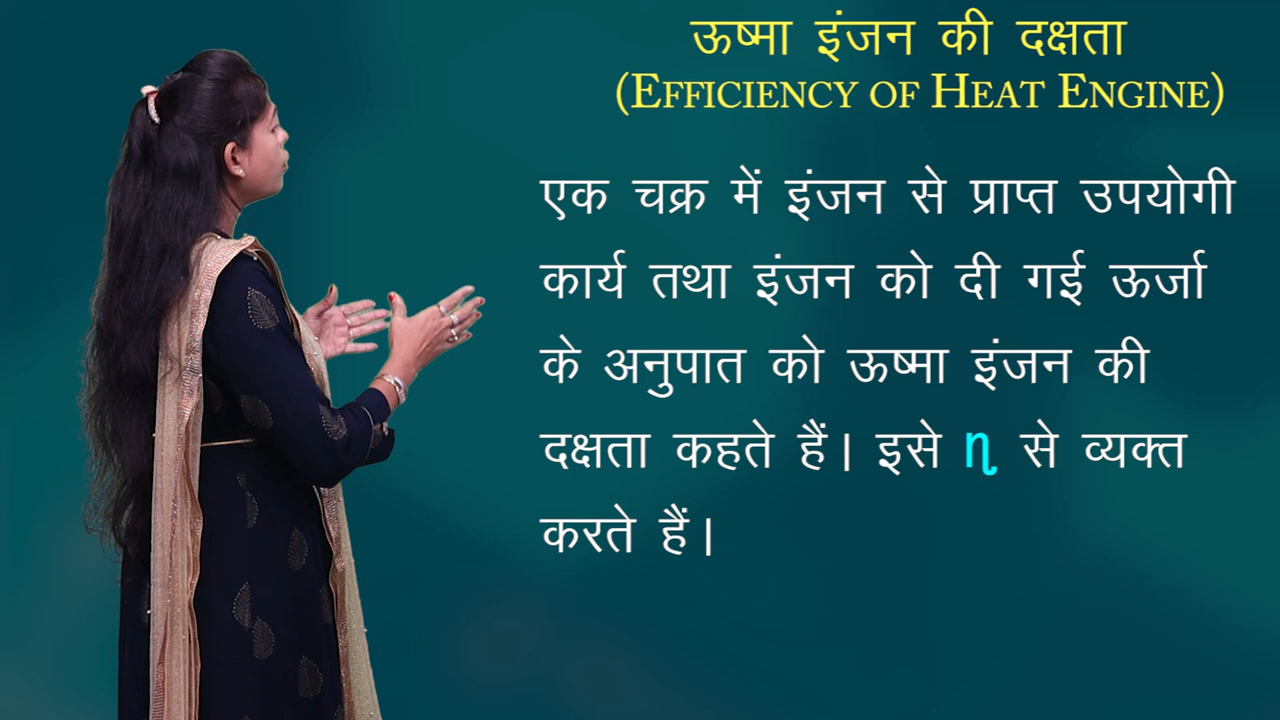 ऊष्मा इंजन की दक्षता
(EFFICIENCY OF HEAT ENGINE)
एक चक्र में इंजन से प्राप्त उपयोगी
कार्य तथा इंजन को दी गई ऊर्जा
के अनुपात को ऊष्मा इंजन की
दक्षता कहते हैं। इसे η से व्यक्त
करते हैं।